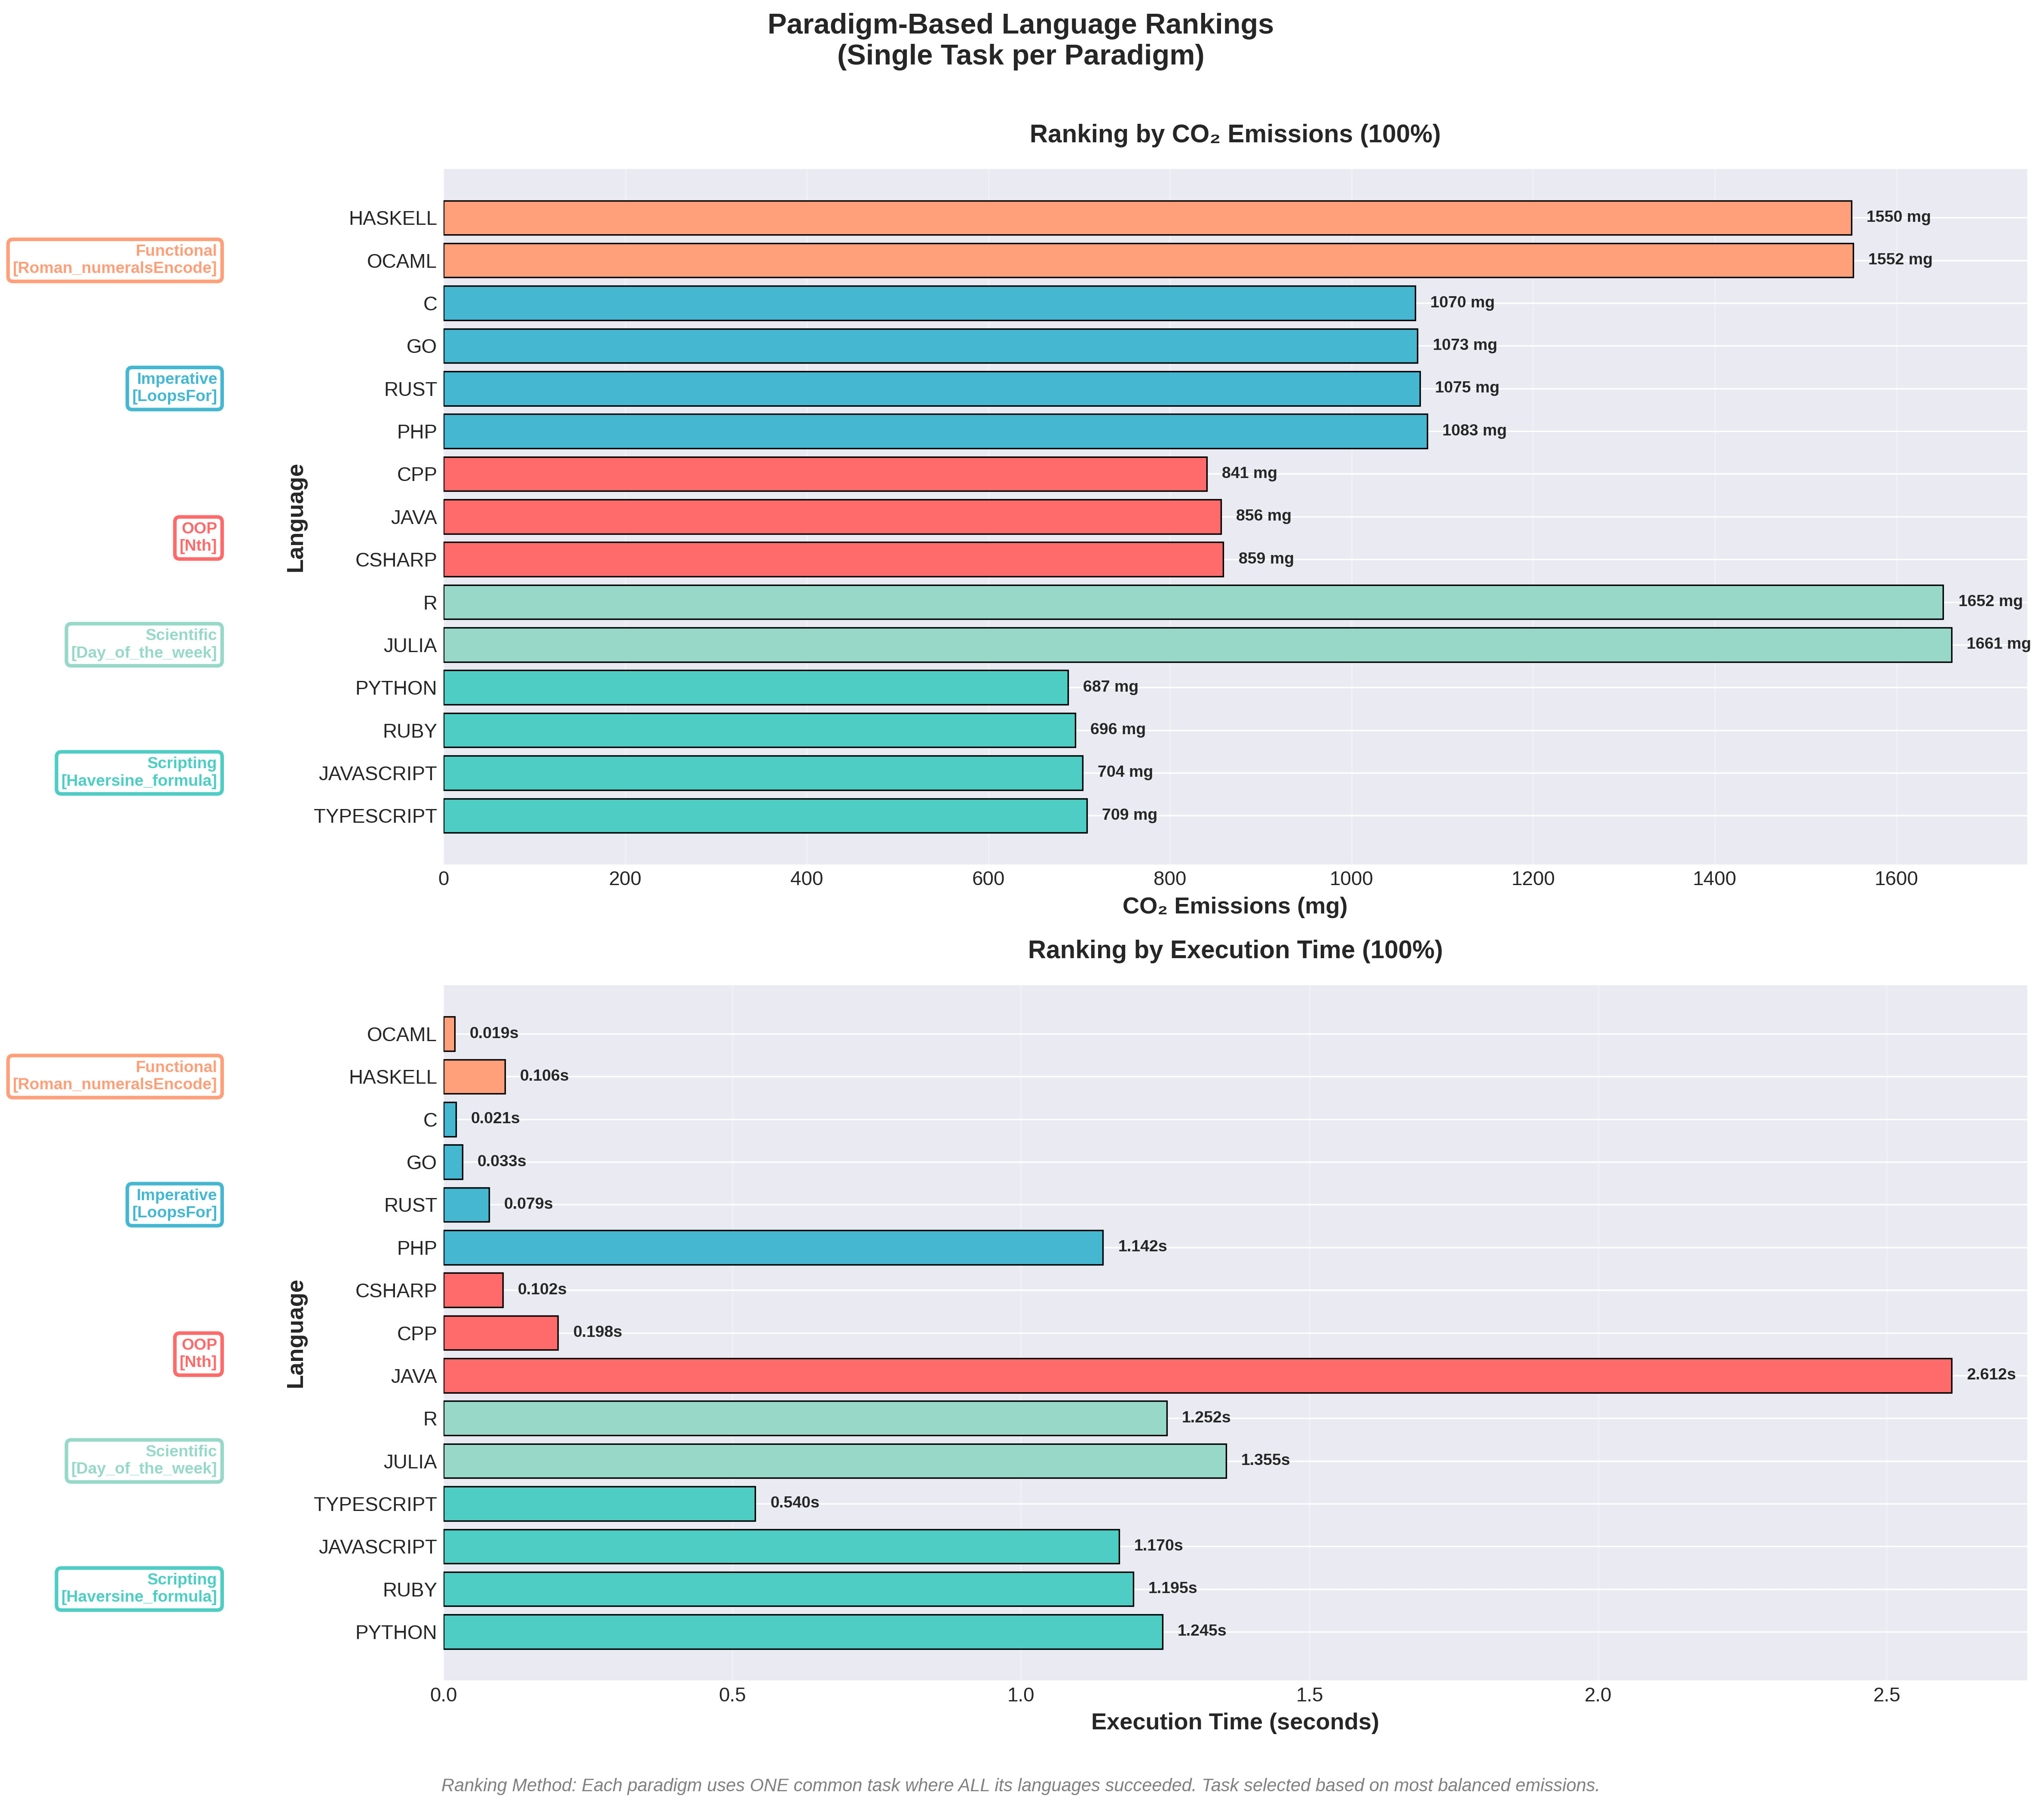 Paradigm-Based Language Rankings
(Single Task per Paradigm)
Ranking by CO₂ Emissions (100%)
Functional
[Roman_numeralsEncode]
Imperative
[LoopsFor]
OOP
[Nth]
Scientific
[Day_of_the_week]
Scripting
[Haversine_formula]
Language
HASKELL 1550 mg
OCAML 1552 mg
C 1070 mg
GO 1073 mg
RUST 1075 mg
PHP 1083 mg
CPP 841 mg
JAVA 856 mg
CSHARP 859 mg
R 1652 mg
JULIA 1661 mg
PYTHON 687 mg
RUBY 696 mg
JAVASCRIPT 704 mg
TYPESCRIPT 709 mg
0 200 400 600 800 1000 1200 1400 1600
CO₂ Emissions (mg)
Ranking by Execution Time (100%)
Functional
[Roman_numeralsEncode]
Imperative
[LoopsFor]
OOP
[Nth]
Scientific
[Day_of_the_week]
Scripting
[Haversine_formula]
Language
OCAML 0.019s
HASKELL 0.106s
C 0.021s
GO 0.033s
RUST 0.079s
PHP 1.142s
CSHARP 0.102s
CPP 0.198s
JAVA 2.612s
R 1.252s
JULIA 1.355s
TYPESCRIPT 0.540s
JAVASCRIPT 1.170s
RUBY 1.195s
PYTHON 1.245s
0.0 0.5 1.0 1.5 2.0 2.5
Execution Time (seconds)
Ranking Method: Each paradigm uses ONE common task where ALL its languages succeeded. Task selected based on most balanced emissions.